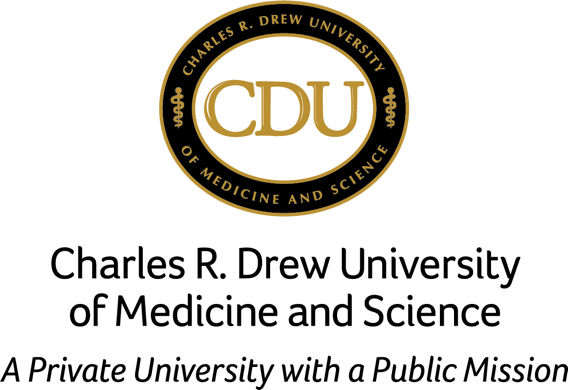 CHARLES R. DREW UNIVERSITY
CDU
OF MEDICINE AND SCIENCE
Charles R. Drew University
of Medicine and Science
A Private University with a Public Mission